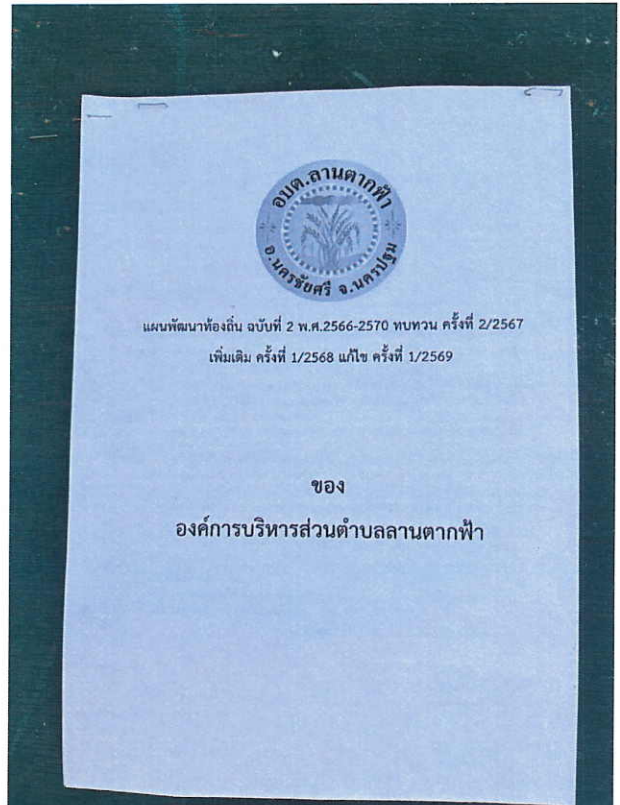 อบต.ลานตากฟ้า
อ.นครชัยศรี จ.นครปฐม
แผนพัฒนาท้องถิ่น ฉบับที่ 2 พ.ศ.2566-2570 ทบทวน ครั้งที่ 2/2567
เพิ่มเติม ครั้งที่ 1/2568 แก้ไข ครั้งที่ 1/2569
ของ
องค์การบริหารส่วนตำบลลานตากฟ้า